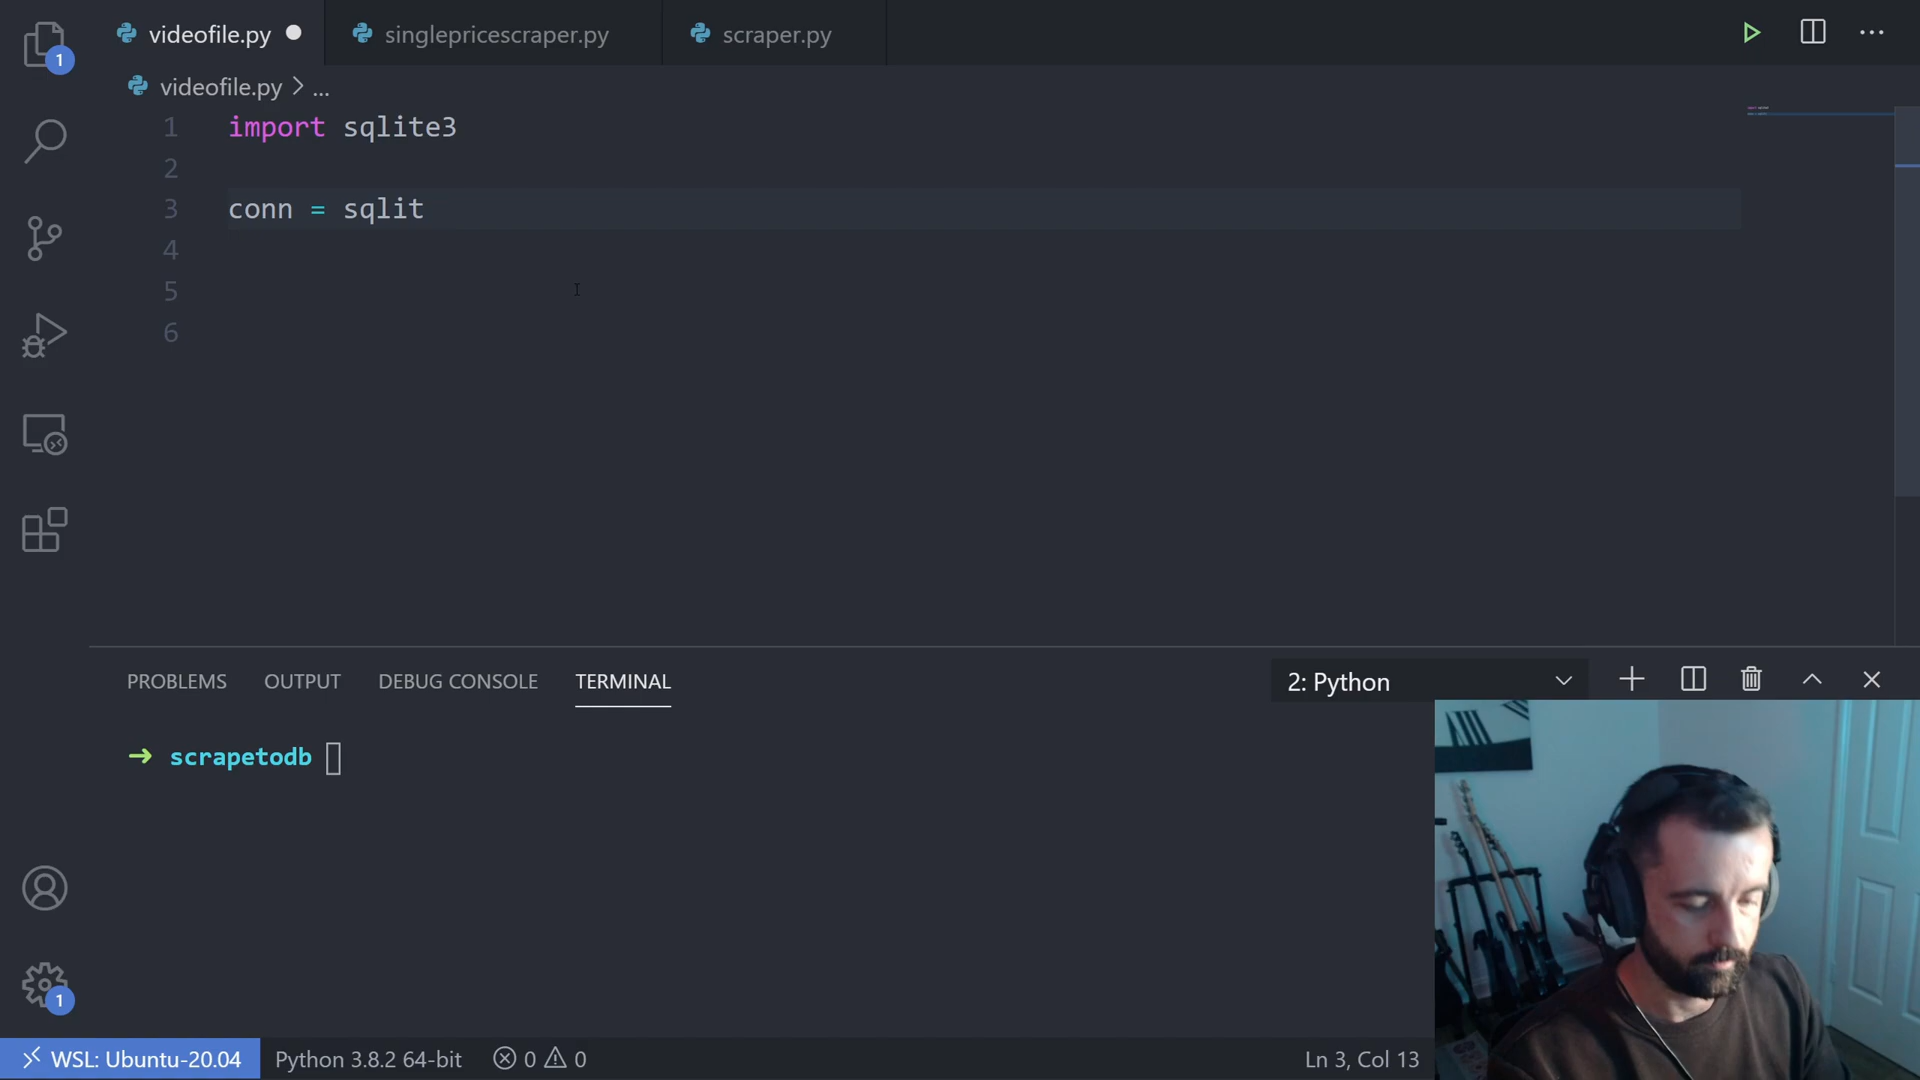 videofile.py
singlepricescraper.py
scraper.py
1
videofile.py > ...
1 import sqlite3
2
3 conn = sqlit
4
5
6
PROBLEMS OUTPUT DEBUG CONSOLE TERMINAL
2: Python
→ scrapetodb
1
WSL: Ubuntu-20.04 Python 3.8.2 64-bit 0 0 Ln 3, Col 13